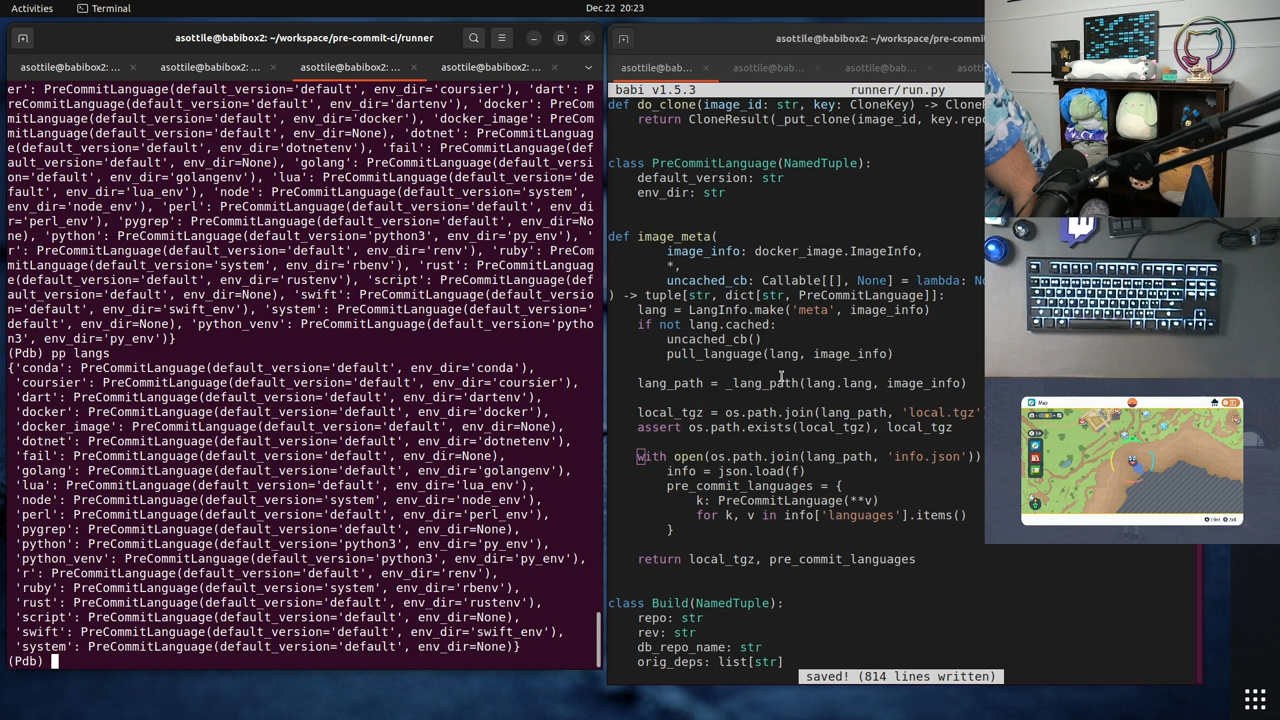 Activities
Terminal
Dec 22 20:23
asottile@babibox2: ~/workspace/pre-commit-ci/runner
asottile@babibox2: ~/workspace/pre-commit
asottile@babibox2: ...
asottile@babibox2: ...
asottile@babibox2: ...
asottile@bab...
asottile@bab...
asottile@bab...
er': PreCommitLanguage(default_version='default', env_dir='coursier'), 'dart': P
reCommitLanguage(default_version='default', env_dir='dartenv'), 'docker': PreCom
mitLanguage(default_version='default', env_dir='docker'), 'docker_image': PreCom
mitLanguage(default_version='default', env_dir=None), 'dotnet': PreCommitLanguag
e(default_version='default', env_dir='dotnetenv'), 'fail': PreCommitLanguage(def
ault_version='default', env_dir=None), 'golang': PreCommitLanguage(default_versi
on='default', env_dir='golangenv'), 'lua': PreCommitLanguage(default_version='de
fault', env_dir='lua_env'), 'node': PreCommitLanguage(default_version='system',
env_dir='node_env'), 'perl': PreCommitLanguage(default_version='default', env_di
r='perl_env'), 'pygrep': PreCommitLanguage(default_version='default', env_dir=No
ne), 'python': PreCommitLanguage(default_version='python3', env_dir='py_env'), '
r': PreCommitLanguage(default_version='default', env_dir='renv'), 'ruby': PreCom
mitLanguage(default_version='system', env_dir='rbenv'), 'rust': PreCommitLanguag
e(default_version='default', env_dir='rustenv'), 'script': PreCommitLanguage(def
ault_version='default', env_dir=None), 'swift': PreCommitLanguage(default_versio
n='default', env_dir='swift_env'), 'system': PreCommitLanguage(default_version='
default', env_dir=None), 'python_venv': PreCommitLanguage(default_version='pytho
n3', env_dir='py_env')}
(Pdb) pp langs
{'conda': PreCommitLanguage(default_version='default', env_dir='conda'),
'coursier': PreCommitLanguage(default_version='default', env_dir='coursier'),
'dart': PreCommitLanguage(default_version='default', env_dir='dartenv'),
'docker': PreCommitLanguage(default_version='default', env_dir='docker'),
'docker_image': PreCommitLanguage(default_version='default', env_dir=None),
'dotnet': PreCommitLanguage(default_version='default', env_dir='dotnetenv'),
'fail': PreCommitLanguage(default_version='default', env_dir=None),
'golang': PreCommitLanguage(default_version='default', env_dir='golangenv'),
'lua': PreCommitLanguage(default_version='default', env_dir='lua_env'),
'node': PreCommitLanguage(default_version='system', env_dir='node_env'),
'perl': PreCommitLanguage(default_version='default', env_dir='perl_env'),
'pygrep': PreCommitLanguage(default_version='default', env_dir=None),
'python': PreCommitLanguage(default_version='python3', env_dir='py_env'),
'python_venv': PreCommitLanguage(default_version='python3', env_dir='py_env'),
'r': PreCommitLanguage(default_version='default', env_dir='renv'),
'ruby': PreCommitLanguage(default_version='system', env_dir='rbenv'),
'rust': PreCommitLanguage(default_version='default', env_dir='rustenv'),
'script': PreCommitLanguage(default_version='default', env_dir=None),
'swift': PreCommitLanguage(default_version='default', env_dir='swift_env'),
'system': PreCommitLanguage(default_version='default', env_dir=None)}
(Pdb)
babi v1.5.3
runner/run.py
def do_clone(image_id: str, key: CloneKey) -> Clone
return CloneResult(_put_clone(image_id, key.repo
class PreCommitLanguage(NamedTuple):
default_version: str
env_dir: str
def image_meta(
image_info: docker_image.ImageInfo,
*,
uncached_cb: Callable[[], None] = lambda: No
) -> tuple[str, dict[str, PreCommitLanguage]]:
lang = LangInfo.make('meta', image_info)
if not lang.cached:
uncached_cb()
pull_language(lang, image_info)
lang_path = _lang_path(lang.lang, image_info)
local_tgz = os.path.join(lang_path, 'local.tgz'
assert os.path.exists(local_tgz), local_tgz
with open(os.path.join(lang_path, 'info.json'))
info = json.load(f)
pre_commit_languages = {
k: PreCommitLanguage(**v)
for k, v in info['languages'].items()
}
return local_tgz, pre_commit_languages
class Build(NamedTuple):
repo: str
rev: str
db_repo_name: str
orig_deps: list[str]
saved! (814 lines written)
Map